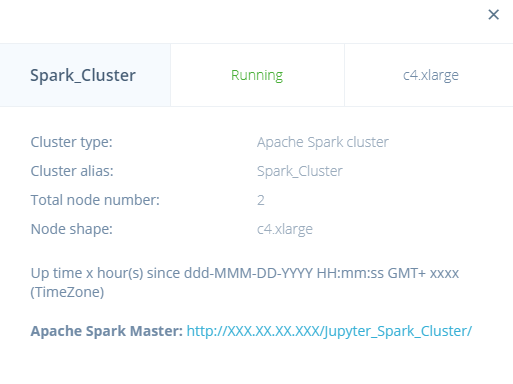 Spark_Cluster Running c4.xlarge
Cluster type: Apache Spark cluster
Cluster alias: Spark_Cluster
Total node number: 2
Node shape: c4.xlarge
Up time x hour(s) since ddd-MMM-DD-YYYY HH:mm:ss GMT+ xxxx
(TimeZone)
Apache Spark Master: http://XXX.XX.XX.XXX/Jupyter_Spark_Cluster/